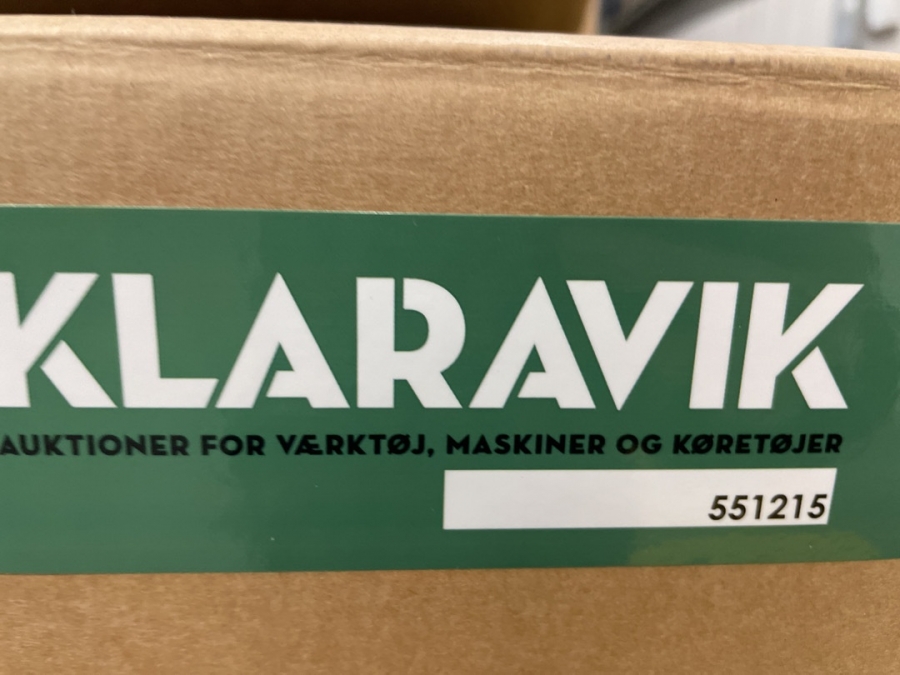 KLARAVIK
AUKTIONER FOR VÆRKTØJ, MASKINER OG KØRETØJER
551215